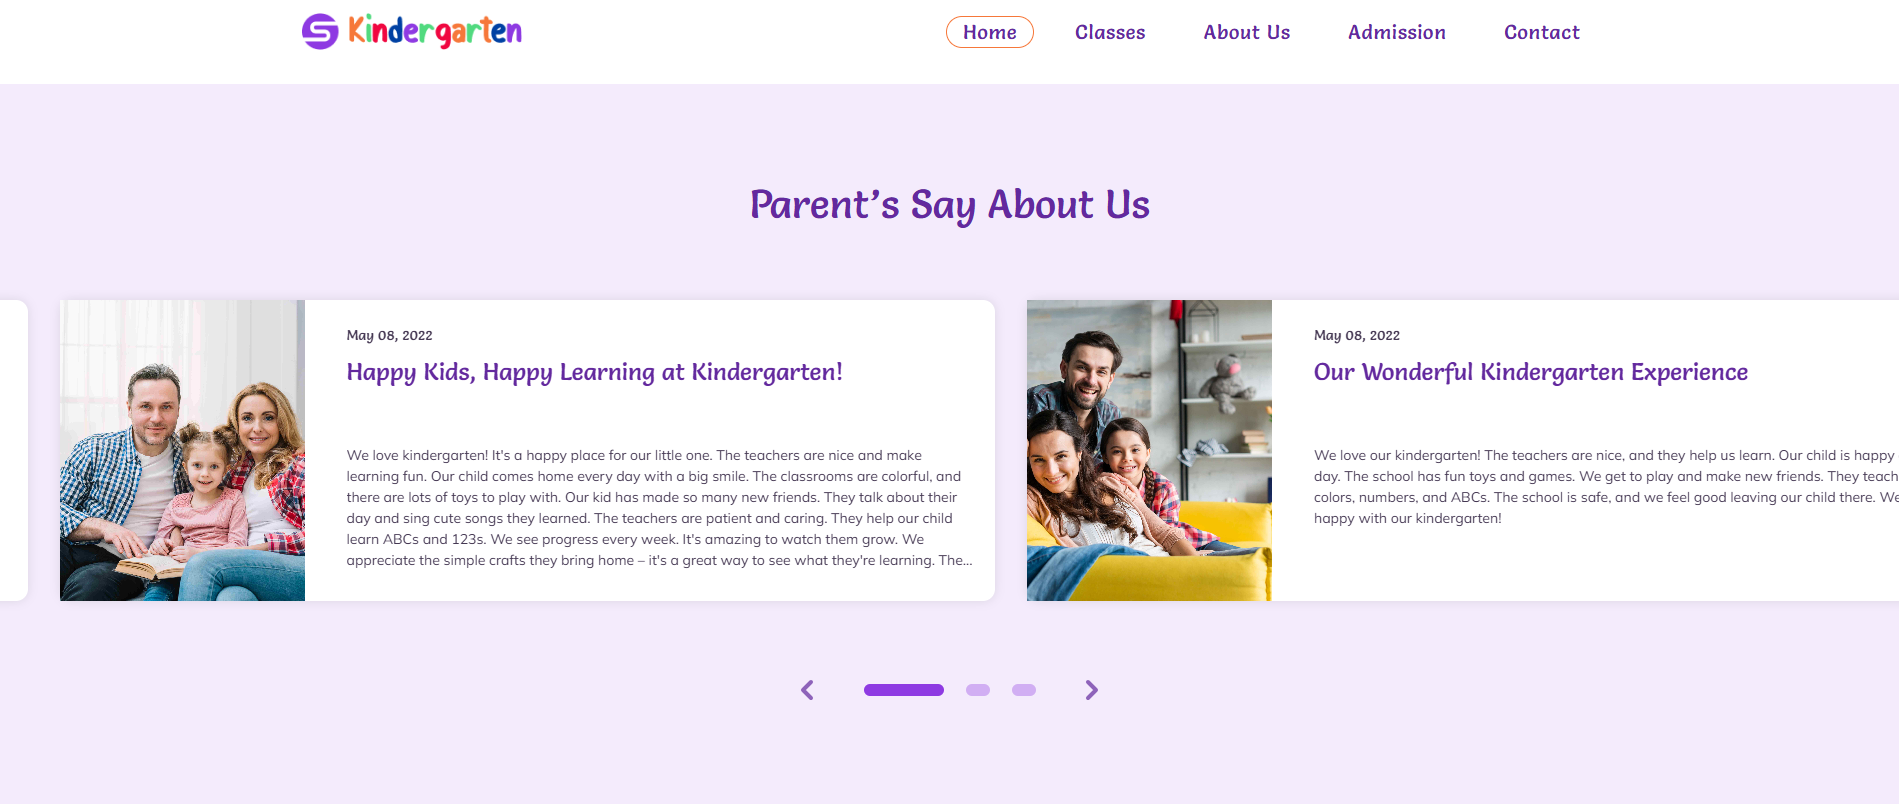 Kindergarten
Home Classes About Us Admission Contact
Parent’s Say About Us
May 08, 2022
Happy Kids, Happy Learning at Kindergarten!
We love kindergarten! It's a happy place for our little one. The teachers are nice and make
learning fun. Our child comes home every day with a big smile. The classrooms are colorful, and
there are lots of toys to play with. Our kid has made so many new friends. They talk about their
day and sing cute songs they learned. The teachers are patient and caring. They help our child
learn ABCs and 123s. We see progress every week. It's amazing to watch them grow. We
appreciate the simple crafts they bring home – it's a great way to see what they're learning. The...
May 08, 2022
Our Wonderful Kindergarten Experience
We love our kindergarten! The teachers are nice, and they help us learn. Our child is happy
day. The school has fun toys and games. We get to play and make new friends. They teach
colors, numbers, and ABCs. The school is safe, and we feel good leaving our child there. We
happy with our kindergarten!